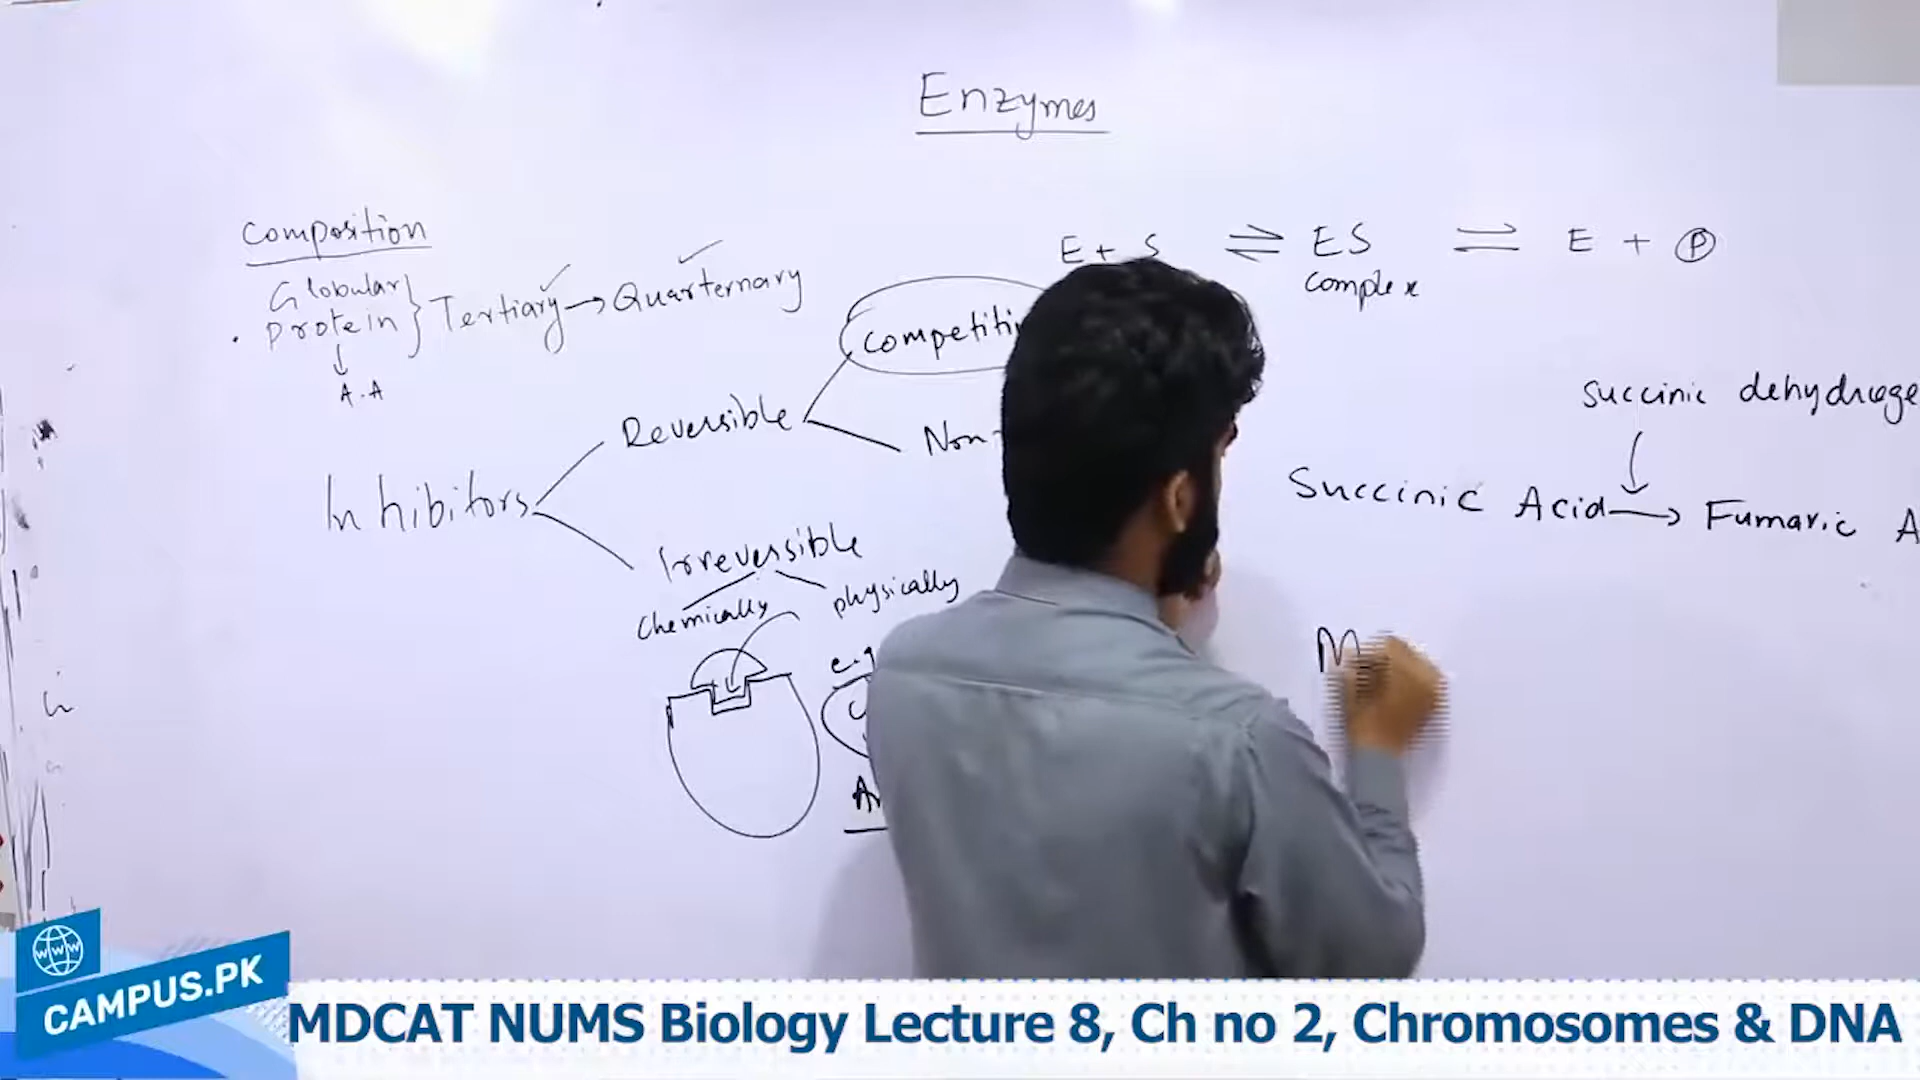 Enzymes
Composition
Globular
Protein } Tertiary → Quarternary
↓
A.A
E + S ⇌ ES ⇌ E + P
complex
Competiti
Reversible
Non-
Inhibitors
Irreversible
chemically
physically
e.g
succinic dehydroge
Succinic Acid → Fumaric A
WWW
CAMPUS.PK
MDCAT NUMS Biology Lecture 8, Ch no 2, Chromosomes & DNA